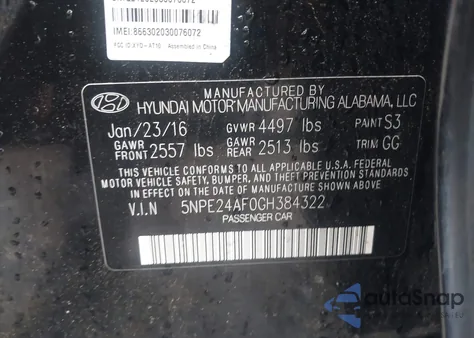 IMEI:866302030076072
Assembled in China
MANUFACTURED BY
HYUNDAI MOTOR MANUFACTURING ALABAMA, LLC
Jan/23/16 GVWR 4497 lbs PAINT S3
GAWR FRONT 2557 lbs GAWR REAR 2513 lbs TRIM GG
THIS VEHICLE CONFORMS TO ALL APPLICABLE U.S.A. FEDERAL
MOTOR VEHICLE SAFETY, BUMPER, AND THEFT PREVENTION STANDARDS
IN EFFECT ON THE DATE OF MANUFACTURE SHOWN ABOVE.
V.I.N 5NPE24AF0GH384322
PASSENGER CAR
autoSnap